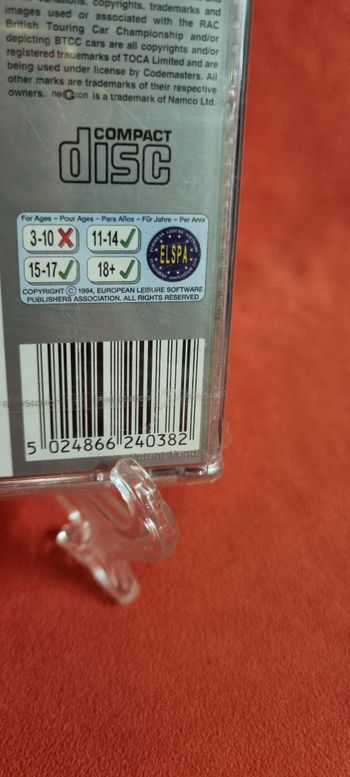 copyrights, trademarks and
images used or associated with the RAC
British Touring Car Championship and/or
depicting BTCC cars are all copyrights and/or
registered trademarks of TOCA Limited and are
being used under license by Codemasters. All
other marks are trademarks of their respective
owners. neGcon is a trademark of Namco Ltd.
COMPACT
disc
For Ages - Pour Ages - Para Años - Für Jahre - Per Anni
3-10 11-14
15-17 18+
EUROPEAN LEISURE SOFTWARE
ELSPA
COPYRIGHT © 1994, EUROPEAN LEISURE SOFTWARE
PUBLISHERS ASSOCIATION. ALL RIGHTS RESERVED
5 024866 240382